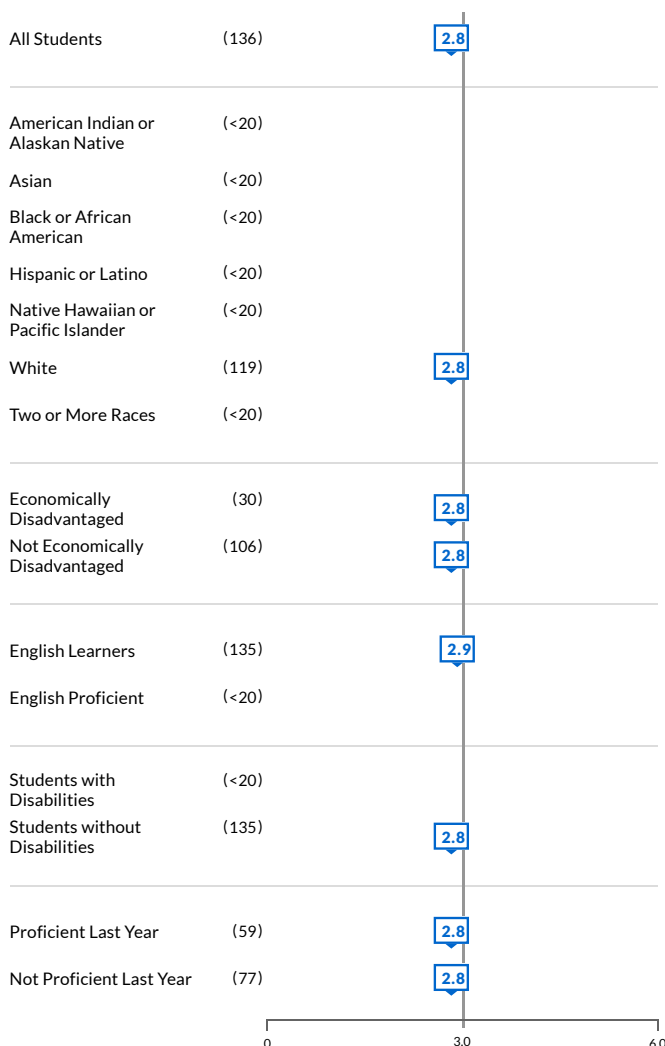 All Students (136) 2.8
American Indian or (<20)
Alaskan Native
Asian (<20)
Black or African (<20)
American
Hispanic or Latino (<20)
Native Hawaiian or (<20)
Pacific Islander
White (119) 2.8
Two or More Races (<20)
Economically (30) 2.8
Disadvantaged
Not Economically (106) 2.8
Disadvantaged
English Learners (135) 2.9
English Proficient (<20)
Students with (<20)
Disabilities
Students without (135) 2.8
Disabilities
Proficient Last Year (59) 2.8
Not Proficient Last Year (77) 2.8
0 3.0 6.0